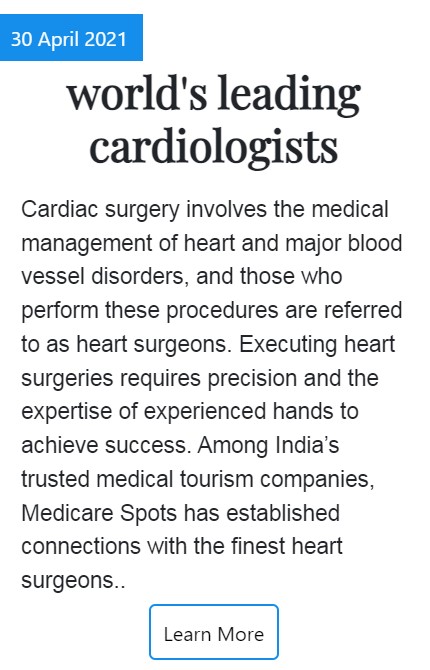 30 April 2021
world's leading
cardiologists
Cardiac surgery involves the medical
management of heart and major blood
vessel disorders, and those who
perform these procedures are referred
to as heart surgeons. Executing heart
surgeries requires precision and the
expertise of experienced hands to
achieve success. Among India’s
trusted medical tourism companies,
Medicare Spots has established
connections with the finest heart
surgeons..
Learn More